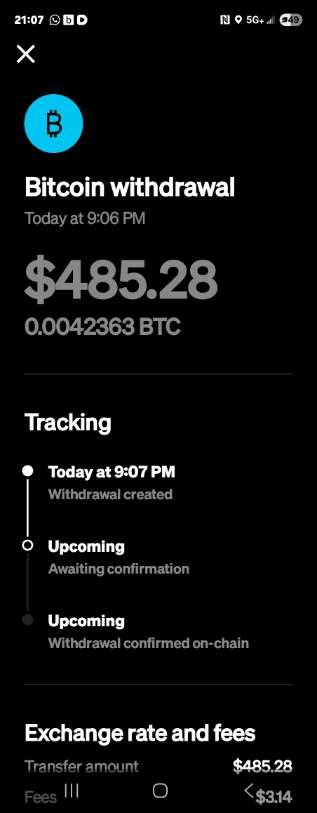 21:07
5G+ 49
Bitcoin withdrawal
Today at 9:06 PM
$485.28
0.0042363 BTC
Tracking
Today at 9:07 PM
Withdrawal created
Upcoming
Awaiting confirmation
Upcoming
Withdrawal confirmed on-chain
Exchange rate and fees
Transfer amount $485.28
Fees $3.14